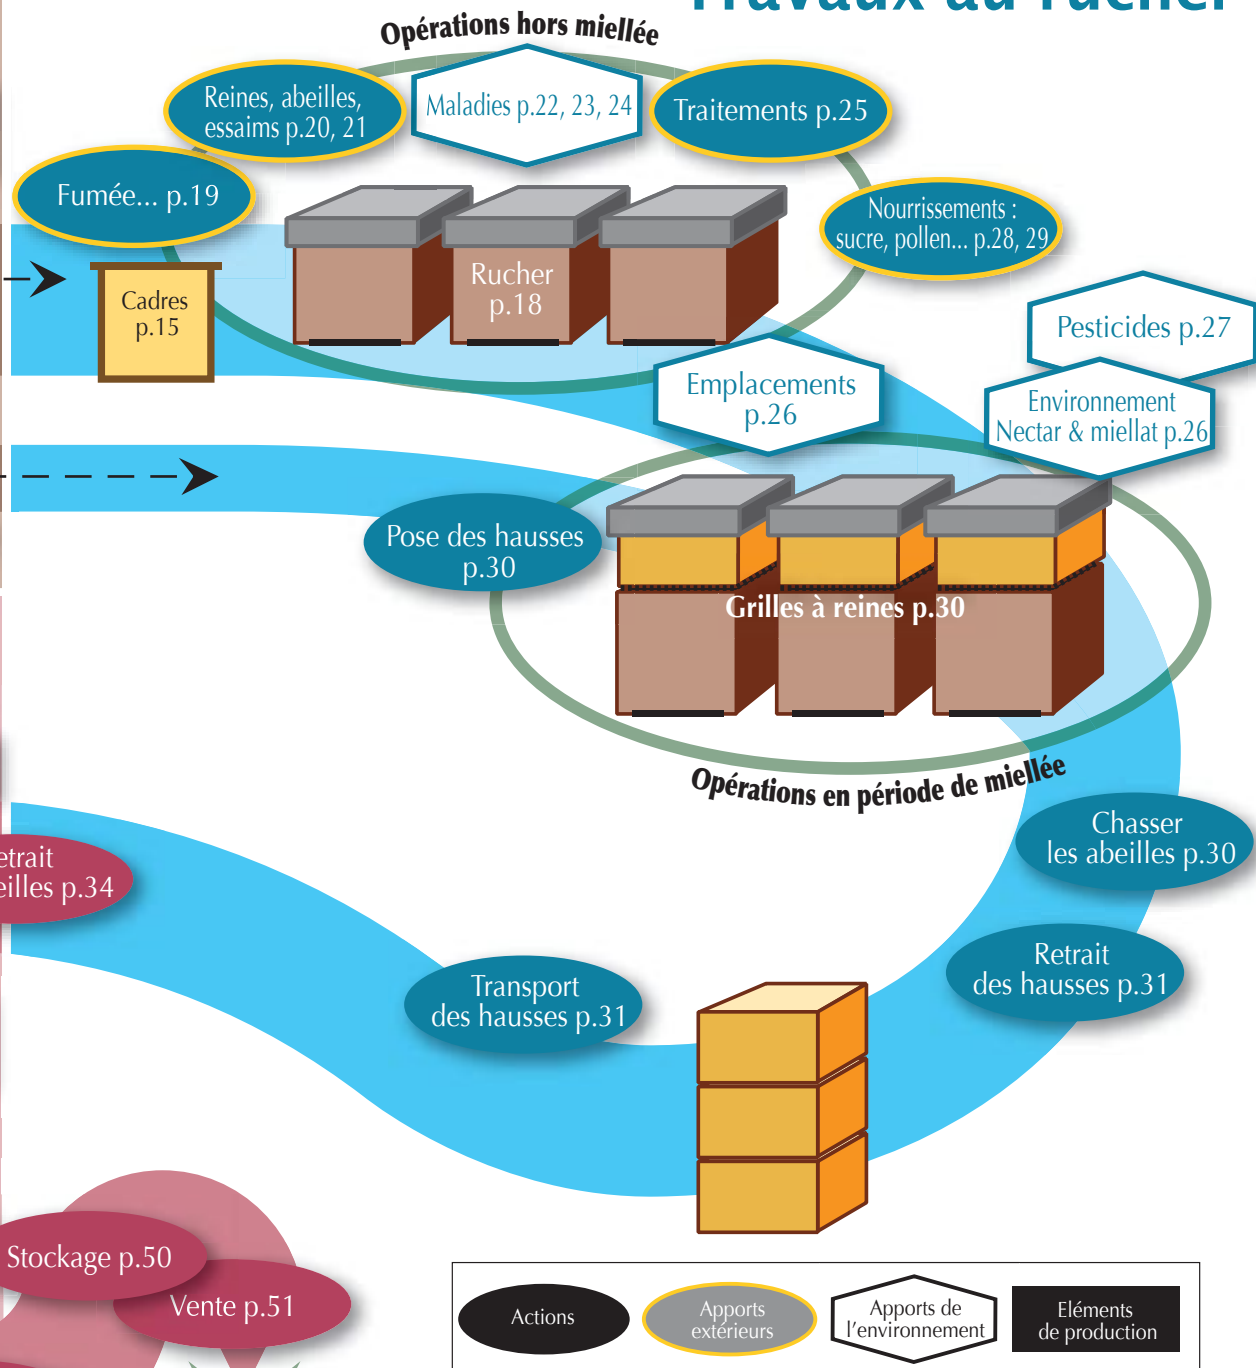 Travaux au rucher
Opérations hors miellée
Reines, abeilles,
essaims p.20, 21
Maladies p.22, 23, 24
Traitements p.25
Fumée... p.19
Nourrissements :
sucre, pollen... p.28, 29
Cadres
p.15
Rucher
p.18
Pesticides p.27
Emplacements
p.26
Environnement
Nectar & miellat p.26
Pose des hausses
p.30
Grilles à reines p.30
Opérations en période de miellée
Chasser
les abeilles p.30
etrait
eilles p.34
Retrait
des hausses p.31
Transport
des hausses p.31
Stockage p.50
Vente p.51
Actions
Apports
extérieurs
Apports de
l'environnement
Eléments
de production